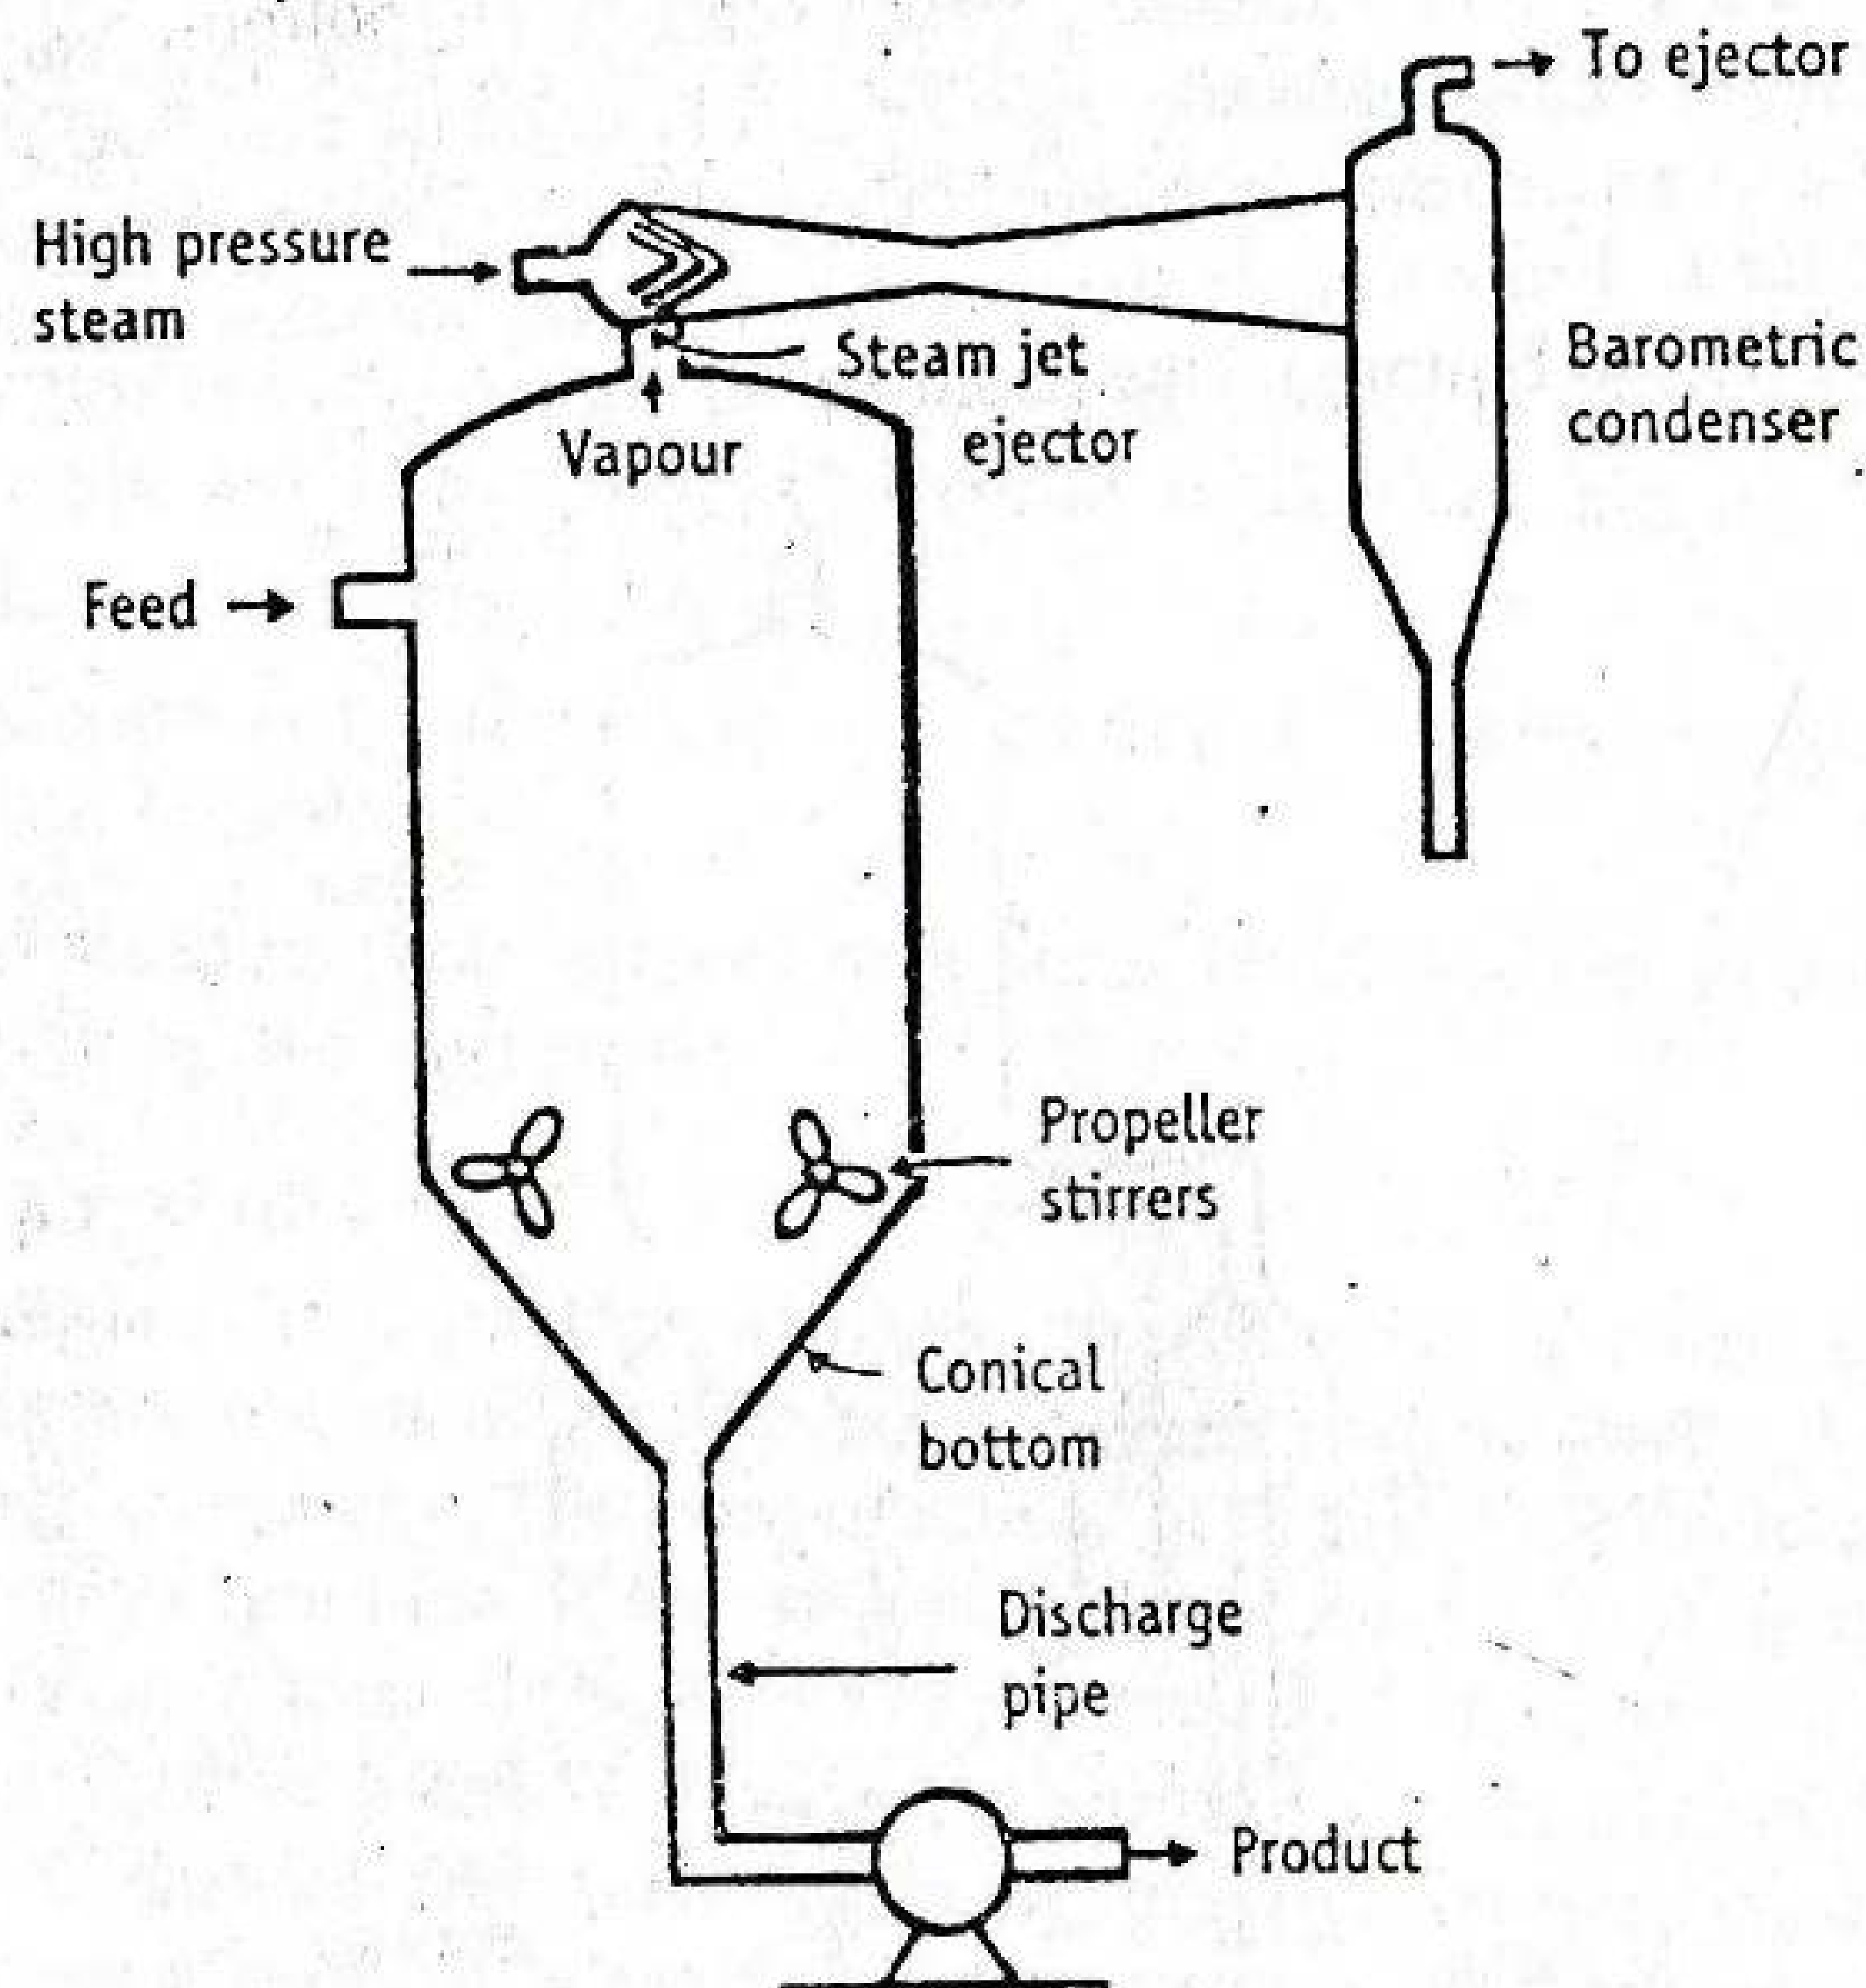 To ejector
High pressure
steam
Steam jet
ejector
Barometric
condenser
Vapour
Feed
Propeller
stirrers
Conical
bottom
Discharge
pipe
Product